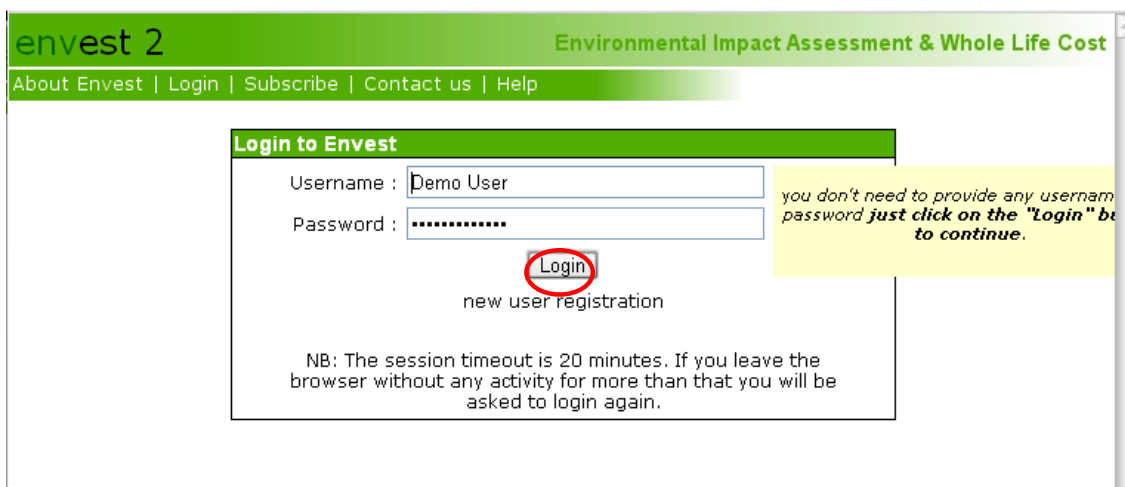 envest 2
Environmental Impact Assessment & Whole Life Cost
About Envest | Login | Subscribe | Contact us | Help
Login to Envest
Username : Demo User
you don't need to provide any
Password : •••••••••••••
password just click on the "Login"
to continue.
Login
new user registration
NB: The session timeout is 20 minutes. If you leave the
browser without any activity for more than that you will be
asked to login again.